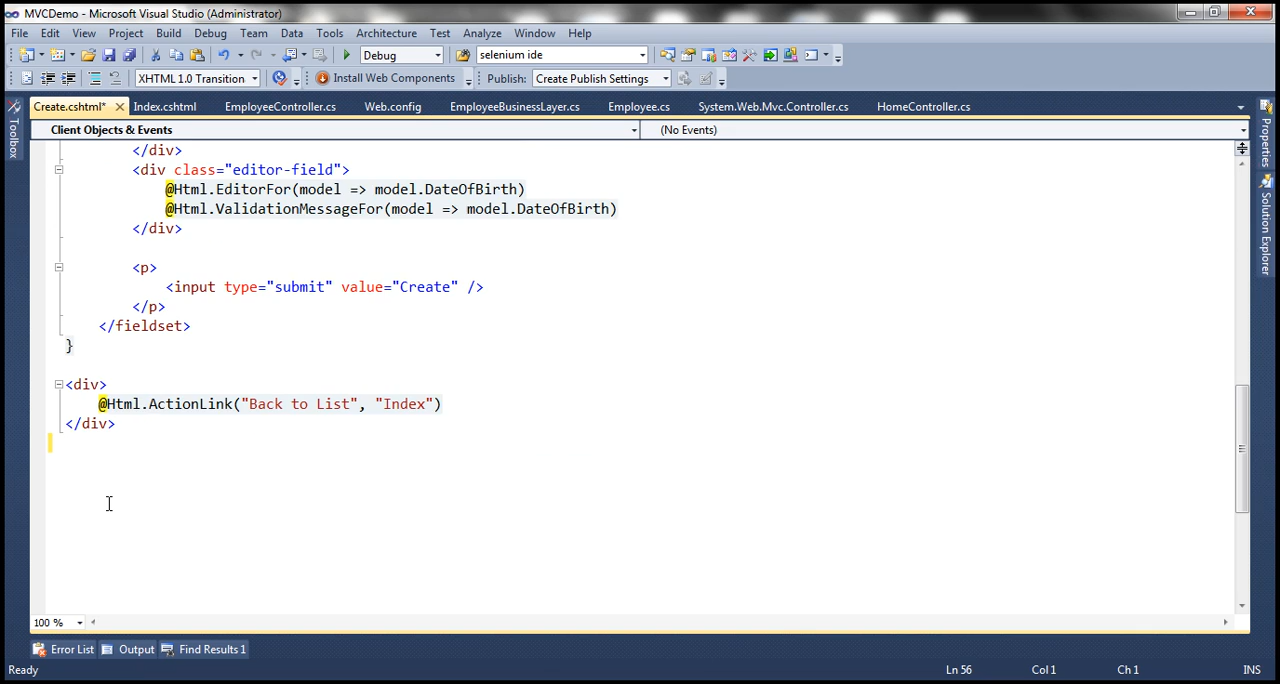 MVCDemo - Microsoft Visual Studio (Administrator)
File Edit View Project Build Debug Team Data Tools Architecture Test Analyze Window Help
Debug selenium ide
XHTML 1.0 Transition Install Web Components Publish: Create Publish Settings
Create.cshtml* Index.cshtml EmployeeController.cs Web.config EmployeeBusinessLayer.cs Employee.cs System.Web.Mvc.Controller.cs HomeController.cs
Client Objects & Events (No Events)
Toolbox
Properties
Solution Explorer
</div>
<div class="editor-field">
@Html.EditorFor(model => model.DateOfBirth)
@Html.ValidationMessageFor(model => model.DateOfBirth)
</div>
<p>
<input type="submit" value="Create" />
</p>
</fieldset>
}
<div>
@Html.ActionLink("Back to List", "Index")
</div>
100 %
Error List Output Find Results 1
Ready Ln 56 Col 1 Ch 1 INS